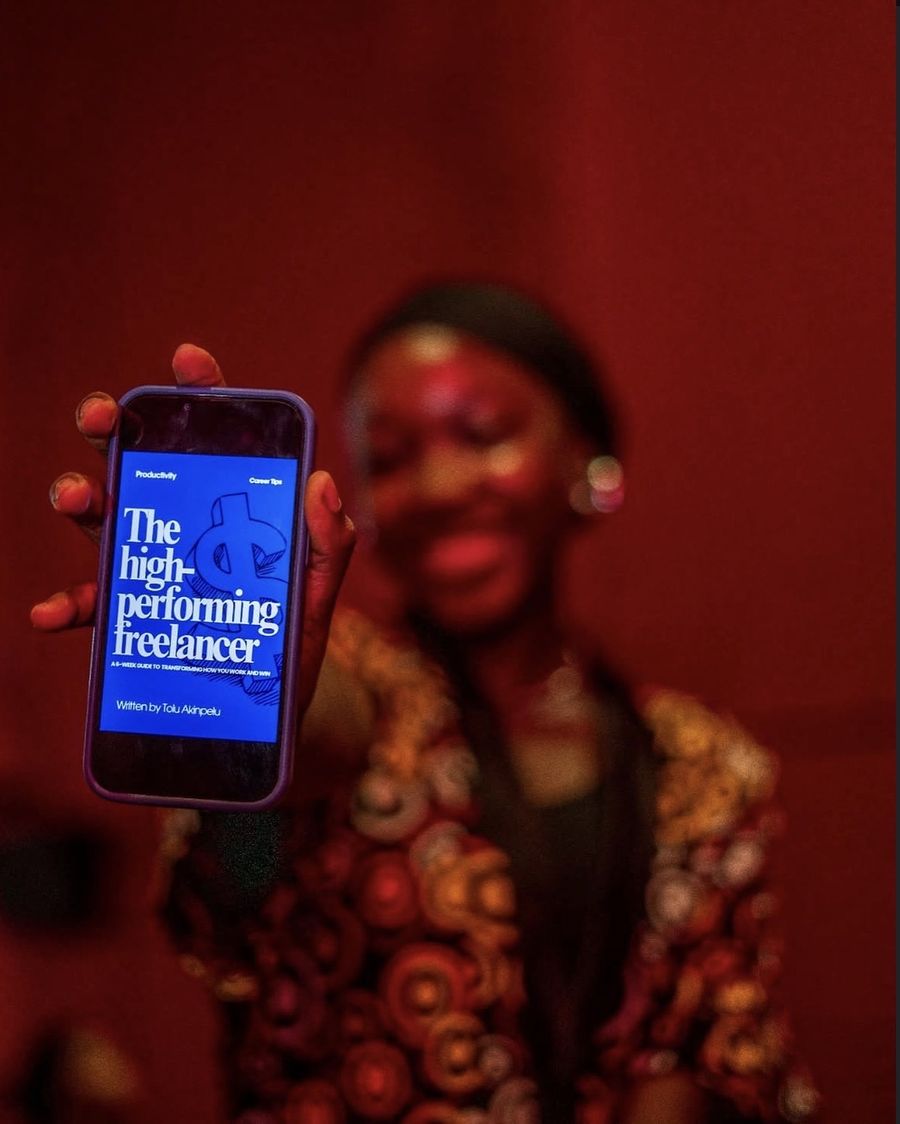 Productivity
Career Tips
The
high-
performing
freelancer
A 6-WEEK GUIDE TO TRANSFORMING HOW YOU WORK AND WIN
Written by Tolu Akinpelu